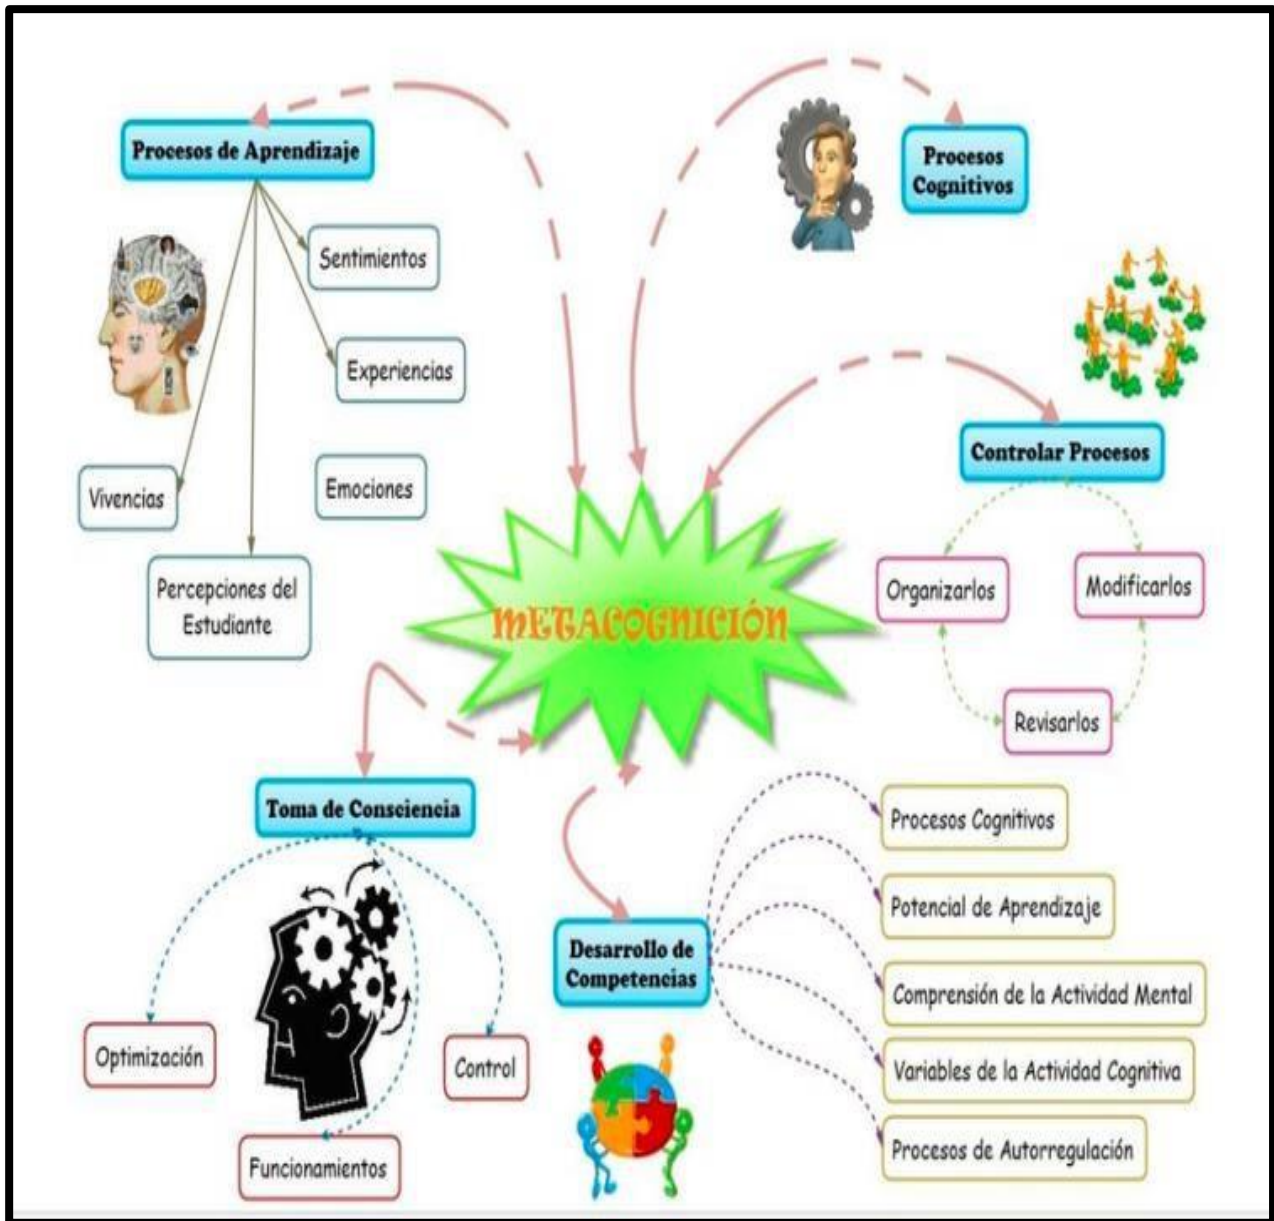 Procesos de Aprendizaje
Sentimientos
Experiencias
Emociones
Vivencias
Percepciones del
Estudiante
Procesos
Cognitivos
Controlar Procesos
Organizarlos
Modificarlos
Revisarlos
METACOGNICIÓN
Toma de Consciencia
Optimización
Control
Funcionamientos
Desarrollo de
Competencias
Procesos Cognitivos
Potencial de Aprendizaje
Comprensión de la Actividad Mental
Variables de la Actividad Cognitiva
Procesos de Autorregulación